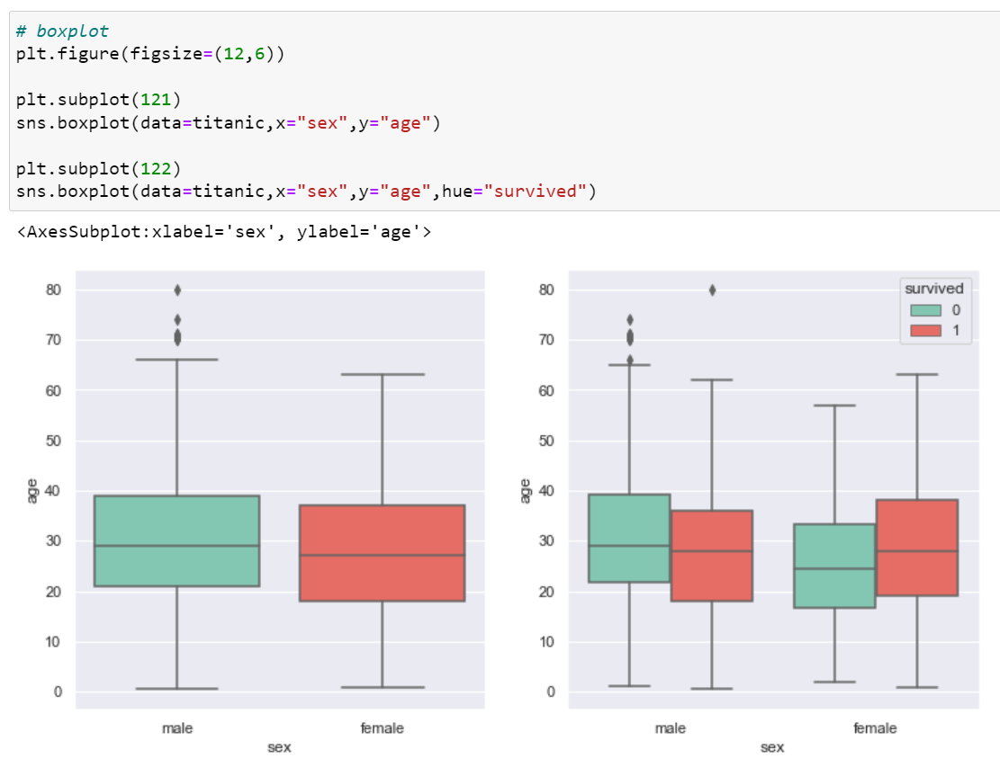 # boxplot
plt.figure(figsize=(12,6))
plt.subplot(121)
sns.boxplot(data=titanic,x="sex",y="age")
plt.subplot(122)
sns.boxplot(data=titanic,x="sex",y="age",hue="survived")
<AxesSubplot:xlabel='sex', ylabel='age'>
80
70
60
50
40
30
20
10
0
age
male female
sex
80
70
60
50
40
30
20
10
0
age
survived
0
1
male female
sex